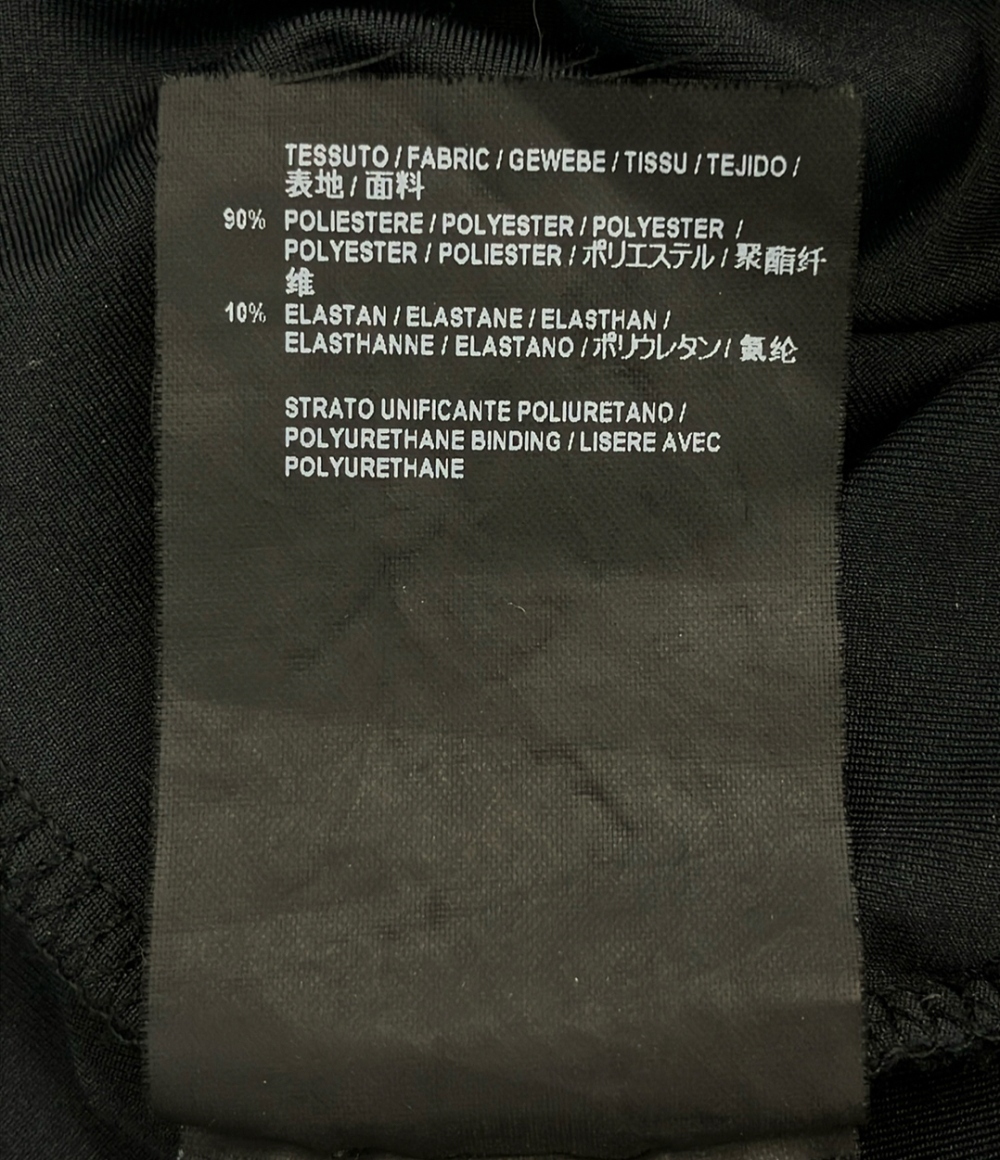 TESSUTO / FABRIC / GEWEBE / TISSU / TEJIDO /
表地 / 面料
90% POLIESTERE / POLYESTER / POLYESTER /
POLYESTER / POLIESTER / ポリエステル / 聚酯纤
维
10% ELASTAN / ELASTANE / ELASTHAN /
ELASTHANNE / ELASTANO / ポリウレタン / 氨纶
STRATO UNIFICANTE POLIURETANO /
POLYURETHANE BINDING / LISERE AVEC
POLYURETHANE